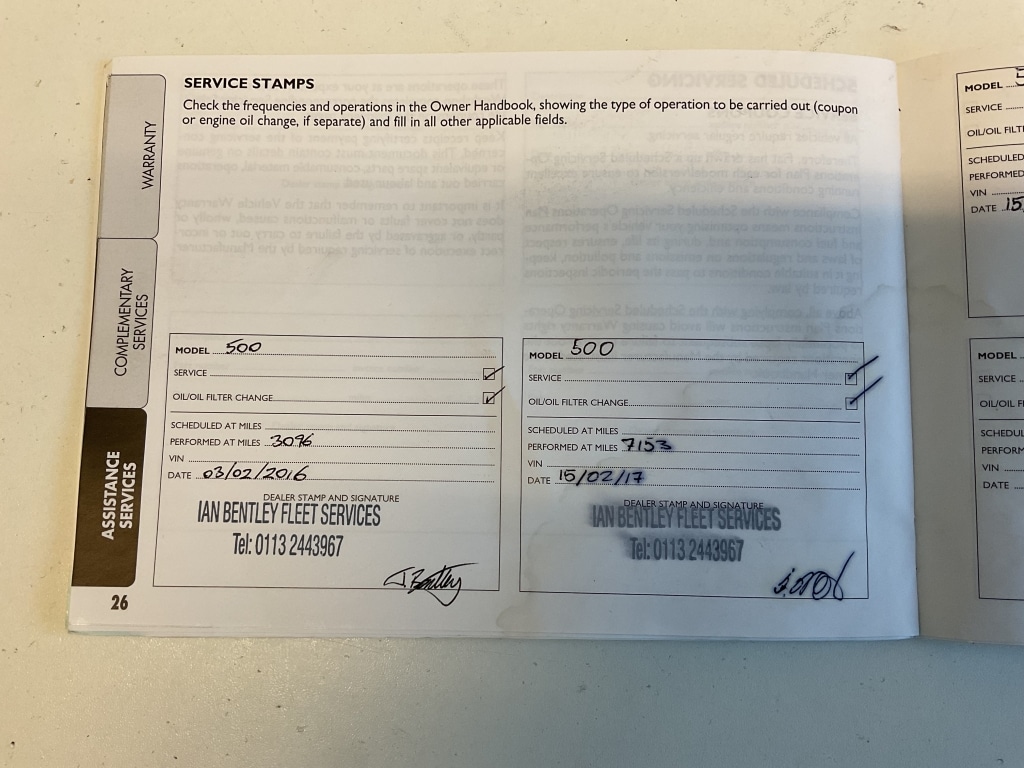 SERVICE STAMPS
Check the frequencies and operations in the Owner Handbook, showing the type of operation to be carried out (coupon
or engine oil change, if separate) and fill in all other applicable fields.
WARRANTY
COMPLEMENTARY
SERVICES
ASSISTANCE
SERVICES
MODEL 500
SERVICE
OIL/OIL FILTER CHANGE
SCHEDULED AT MILES
PERFORMED AT MILES 3096
VIN
DATE 03/02/2016
DEALER STAMP AND SIGNATURE
IAN BENTLEY FLEET SERVICES
Tel: 0113 2443967
MODEL 500
SERVICE
OIL/OIL FILTER CHANGE
SCHEDULED AT MILES
PERFORMED AT MILES 7153
VIN
DATE 15/02/17
DEALER STAMP AND SIGNATURE
IAN BENTLEY FLEET SERVICES
Tel: 0113 2443967
26
MODEL
SERVICE
OIL/OIL FILT
SCHEDULED
PERFORMED
VIN
DATE 15
MODEL
SERVICE
OIL/OIL F
SCHEDUL
PERFORM
VIN
DATE